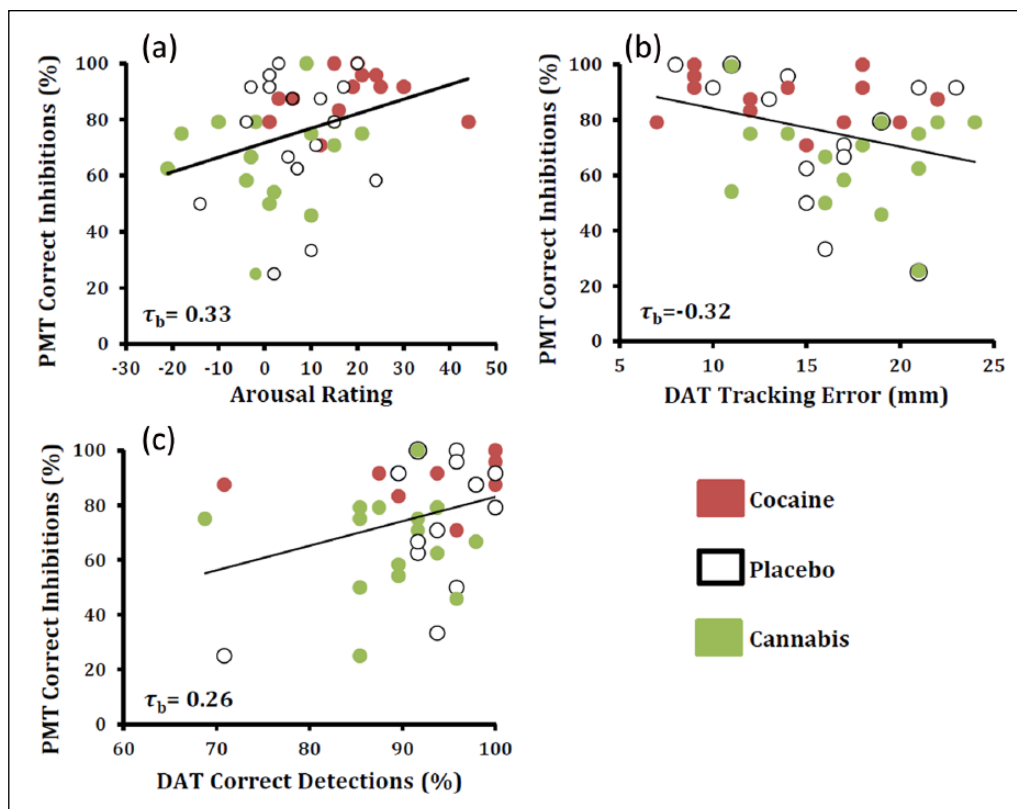 (a)
PMT Correct Inhibitions (%)
100
80
60
40
20
0
τb= 0.33
-30 -20 -10 0 10 20 30 40 50
Arousal Rating
(b)
PMT Correct Inhibitions (%)
100
80
60
40
20
0
τb=-0.32
5 10 15 20 25
DAT Tracking Error (mm)
(c)
PMT Correct Inhibitions (%)
100
80
60
40
20
0
τb= 0.26
60 70 80 90 100
DAT Correct Detections (%)
Cocaine
Placebo
Cannabis